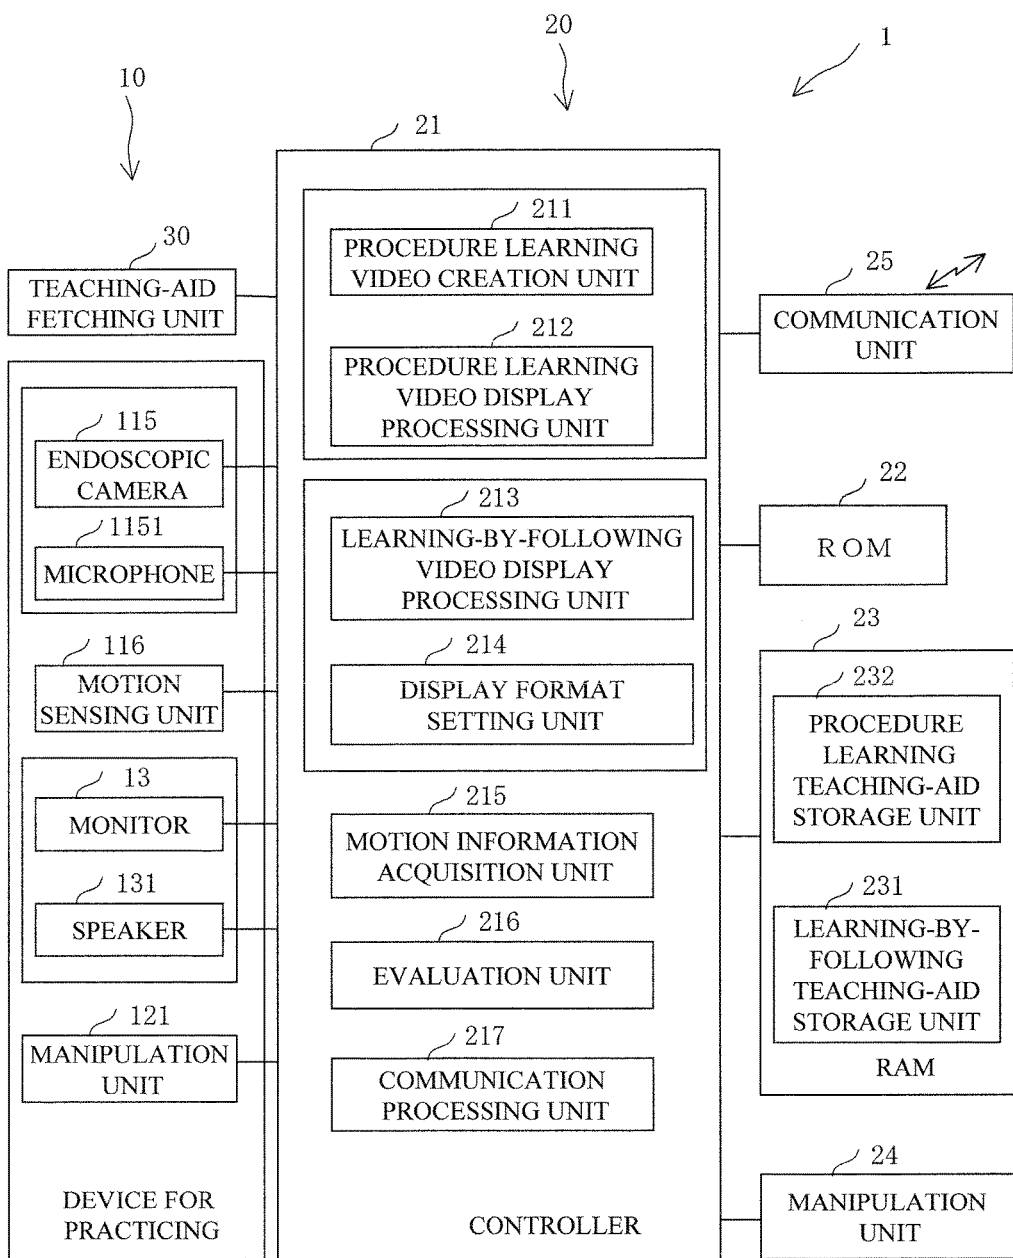 20
1
10
21
211
PROCEDURE LEARNING
VIDEO CREATION UNIT
30
TEACHING-AID
FETCHING UNIT
25
COMMUNICATION
UNIT
212
PROCEDURE LEARNING
VIDEO DISPLAY
PROCESSING UNIT
115
ENDOSCOPIC
CAMERA
1151
MICROPHONE
213
LEARNING-BY-FOLLOWING
VIDEO DISPLAY
PROCESSING UNIT
22
ROM
116
MOTION
SENSING UNIT
214
DISPLAY FORMAT
SETTING UNIT
23
232
PROCEDURE
LEARNING
TEACHING-AID
STORAGE UNIT
13
MONITOR
131
SPEAKER
215
MOTION INFORMATION
ACQUISITION UNIT
216
EVALUATION UNIT
231
LEARNING-BY-
FOLLOWING
TEACHING-AID
STORAGE UNIT
RAM
121
MANIPULATION
UNIT
217
COMMUNICATION
PROCESSING UNIT
24
MANIPULATION
UNIT
DEVICE FOR
PRACTICING
CONTROLLER